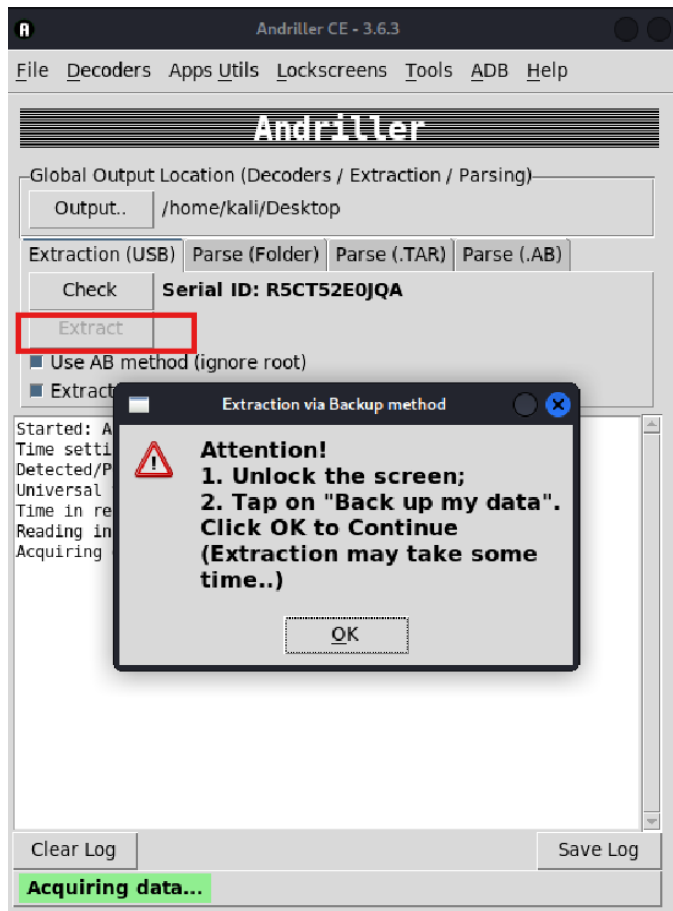 Andriller CE - 3.6.3
File Decoders Apps Utils Lockscreens Tools ADB Help
Andriller
Global Output Location (Decoders / Extraction / Parsing)
Output.. /home/kali/Desktop
Extraction (USB) Parse (Folder) Parse (.TAR) Parse (.AB)
Check Serial ID: R5CT52E0JQA
Extract
Use AB method (ignore root)
Extract
Extraction via Backup method
Started: A
Time setti
Detected/P
Universal
Time in re
Reading in
Acquiring
Attention!
1. Unlock the screen;
2. Tap on "Back up my data".
Click OK to Continue
(Extraction may take some
time..)
OK
Clear Log Save Log
Acquiring data...